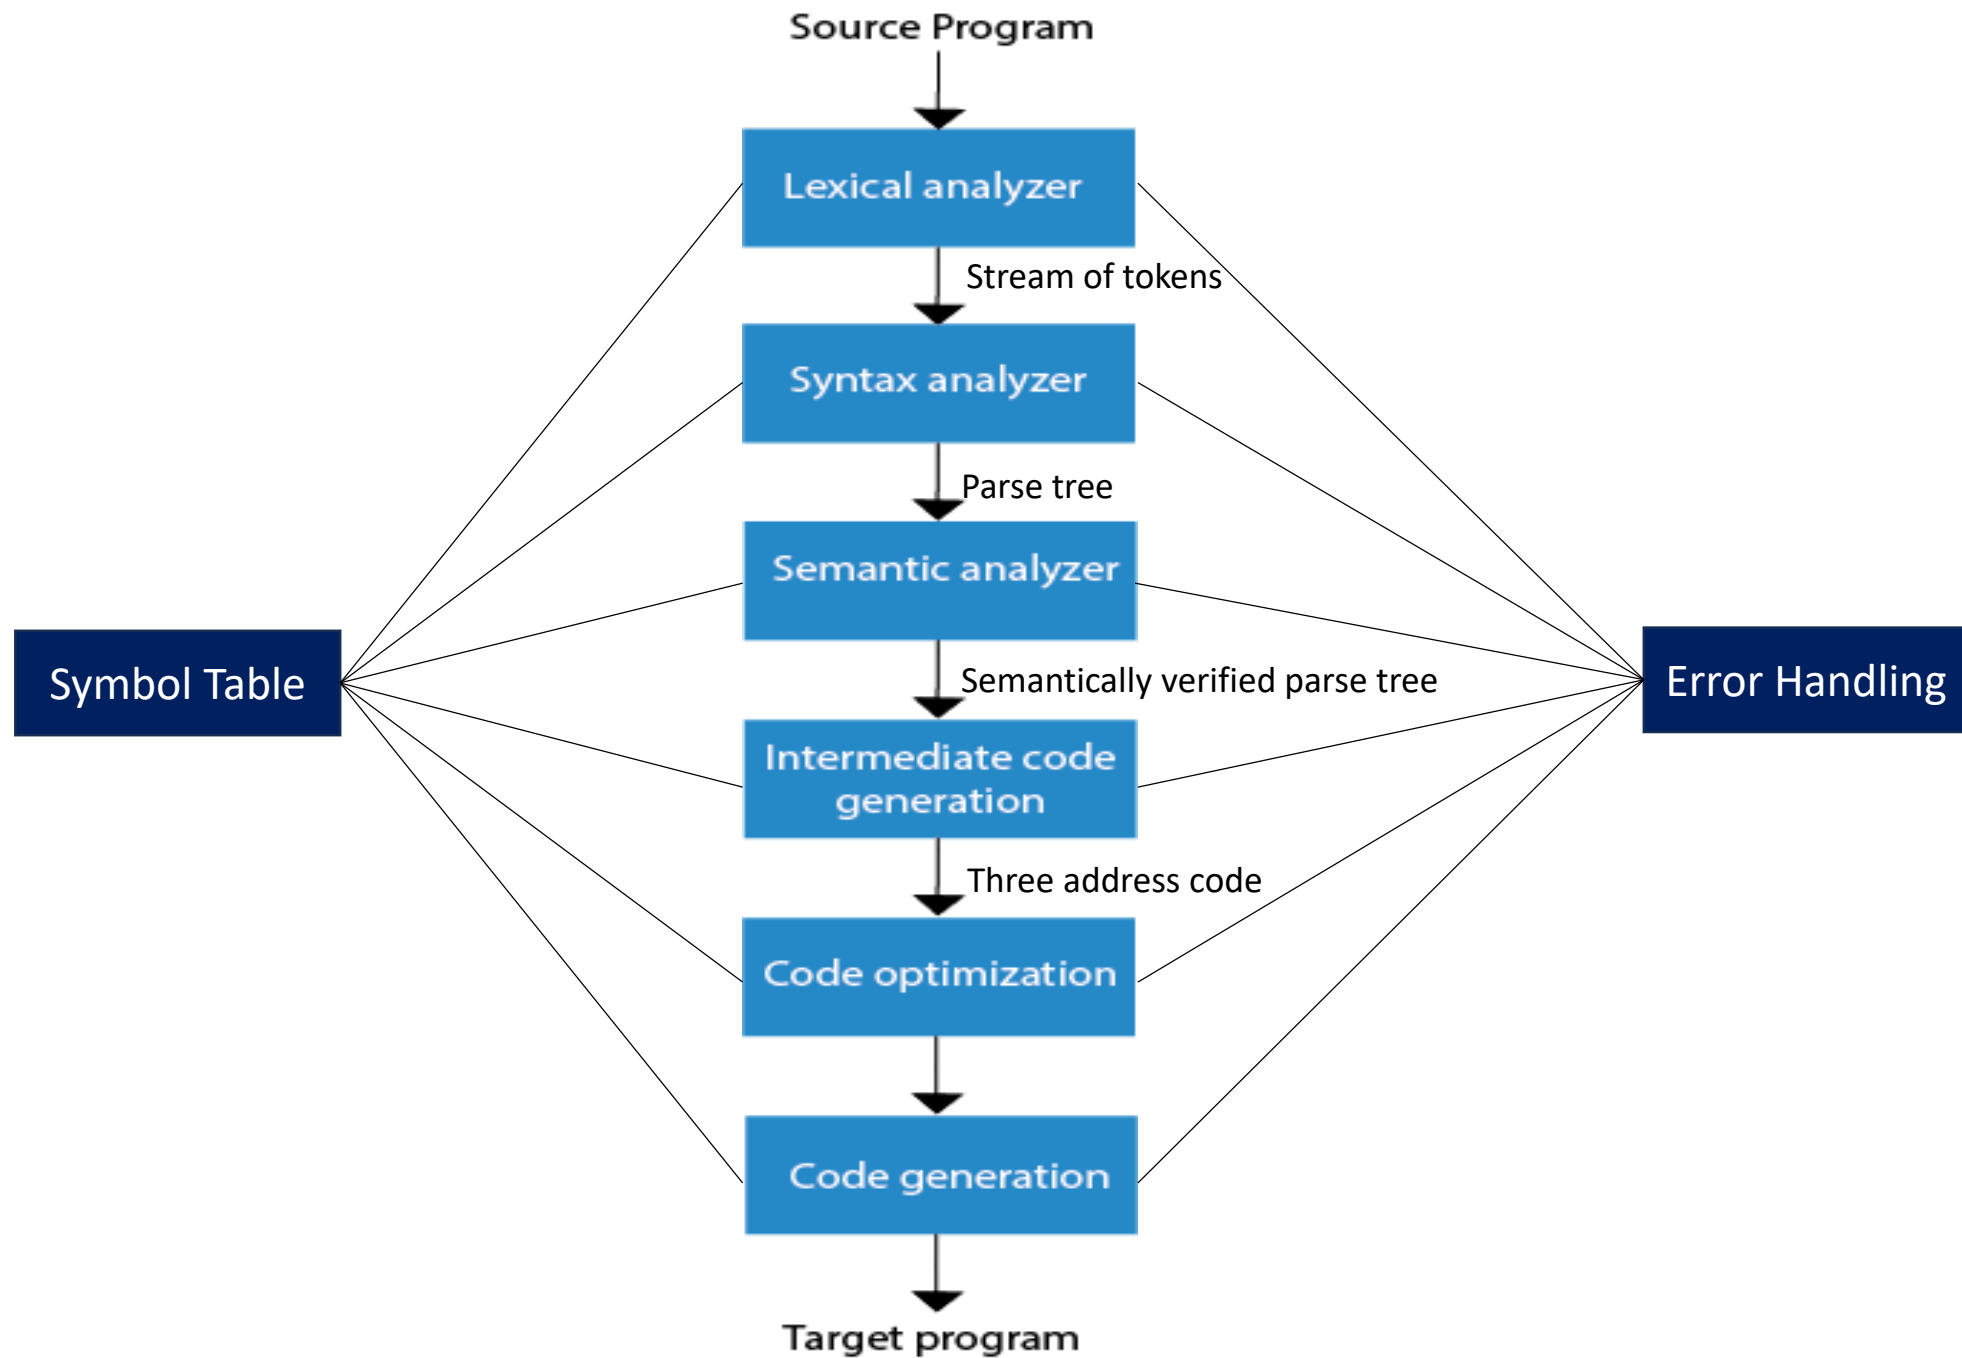 Source Program
Lexical analyzer
Stream of tokens
Syntax analyzer
Parse tree
Semantic analyzer
Symbol Table
Semantically verified parse tree
Error Handling
Intermediate code
generation
Three address code
Code optimization
Code generation
Target program